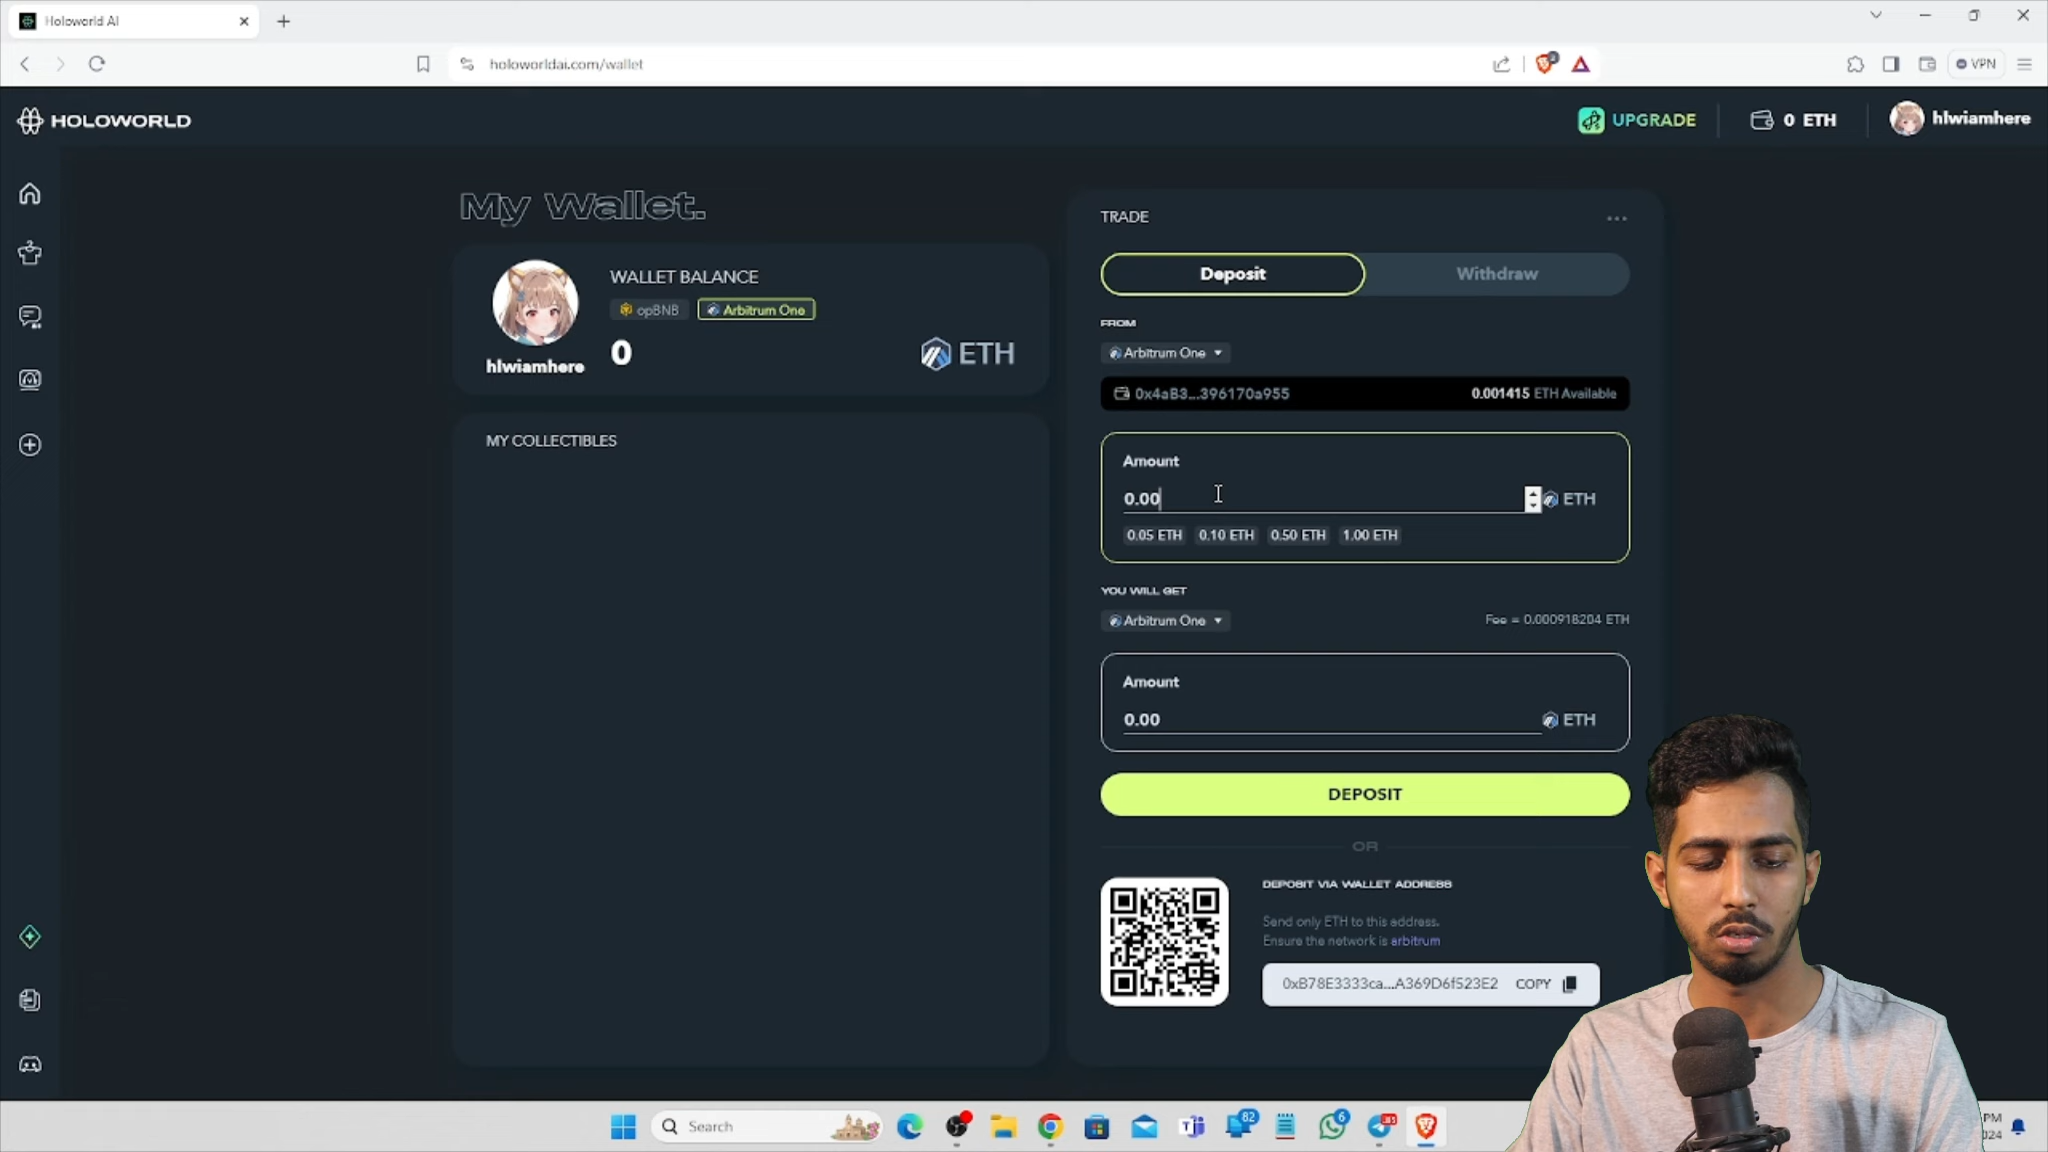 Holoworld AI
holoworldai.com/wallet
VPN
HOLOWORLD
UPGRADE
0 ETH
hlwiamhere
My Wallet.
WALLET BALANCE
opBNB
Arbitrum One
0
ETH
hlwiamhere
MY COLLECTIBLES
TRADE
Deposit
Withdraw
FROM
Arbitrum One
0x4aB3...396170a955
0.001415 ETH Available
Amount
0.00
ETH
0.05 ETH
0.10 ETH
0.50 ETH
1.00 ETH
YOU WILL GET
Arbitrum One
Fee = 0.000918204 ETH
Amount
0.00
ETH
DEPOSIT
OR
DEPOSIT VIA WALLET ADDRESS
Send only ETH to this address.
Ensure the network is arbitrum
0xB78E3333ca...A369D6f523E2 COPY
Search
82
6
PM